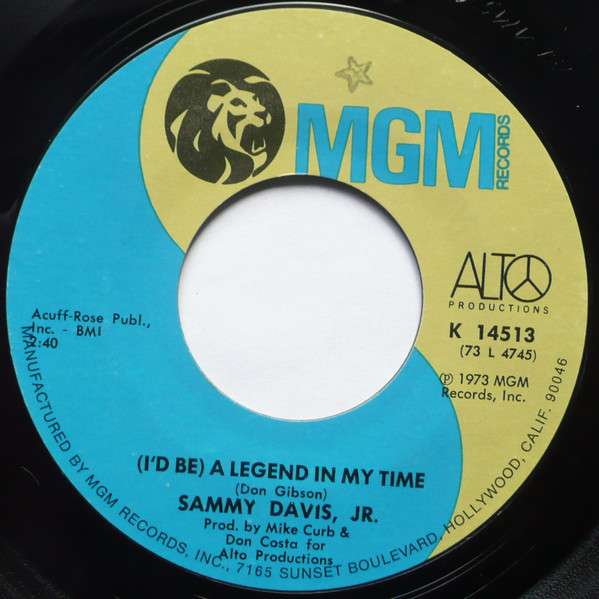 MGM
RECORDS
ALTO
PRODUCTIONS
K 14513
(73 L 4745)
℗ 1973 MGM
Records, Inc.
Acuff-Rose Publ.,
Inc. - BMI
2:40
(I'D BE) A LEGEND IN MY TIME
(Don Gibson)
SAMMY DAVIS, JR.
Prod. by Mike Curb &
Don Costa for
Alto Productions
MANUFACTURED BY MGM RECORDS, INC., 7165 SUNSET BOULEVARD, HOLLYWOOD, CALIF. 90046